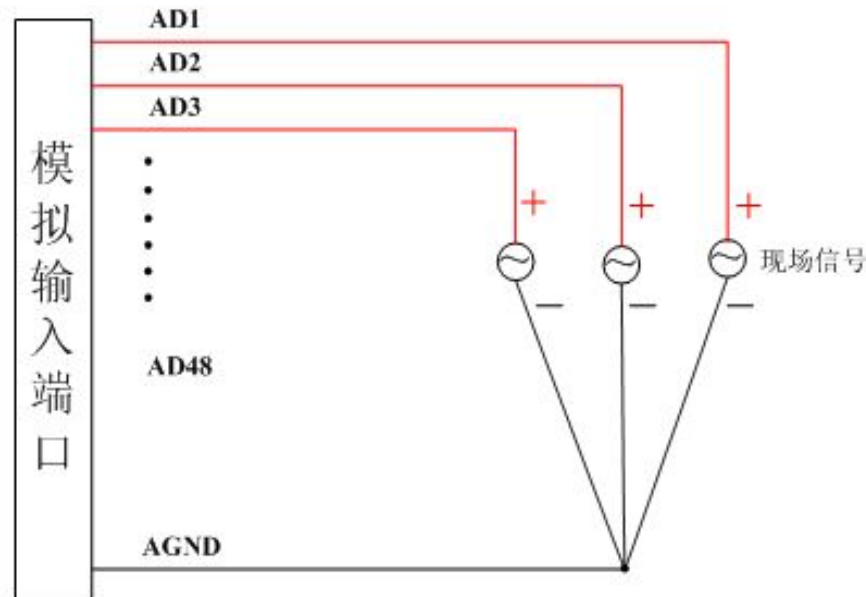 AD1
AD2
AD3
模拟输入端口
+
+
+
现场信号
—
—
—
AD48
AGND